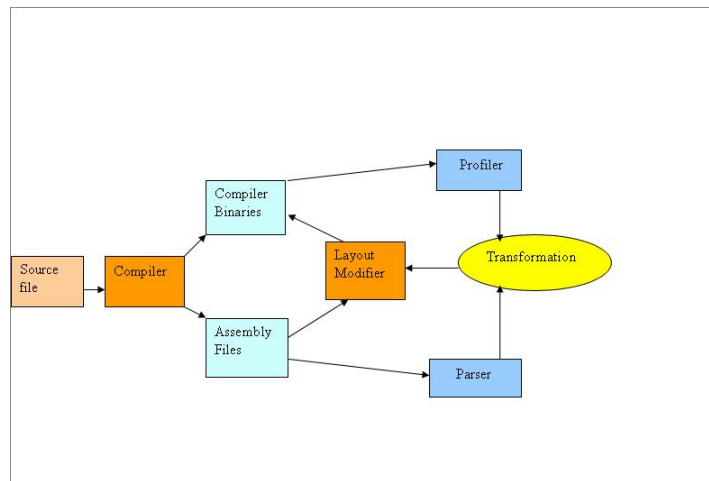 Source
file
Compiler
Compiler
Binaries
Assembly
Files
Layout
Modifier
Profiler
Transformation
Parser